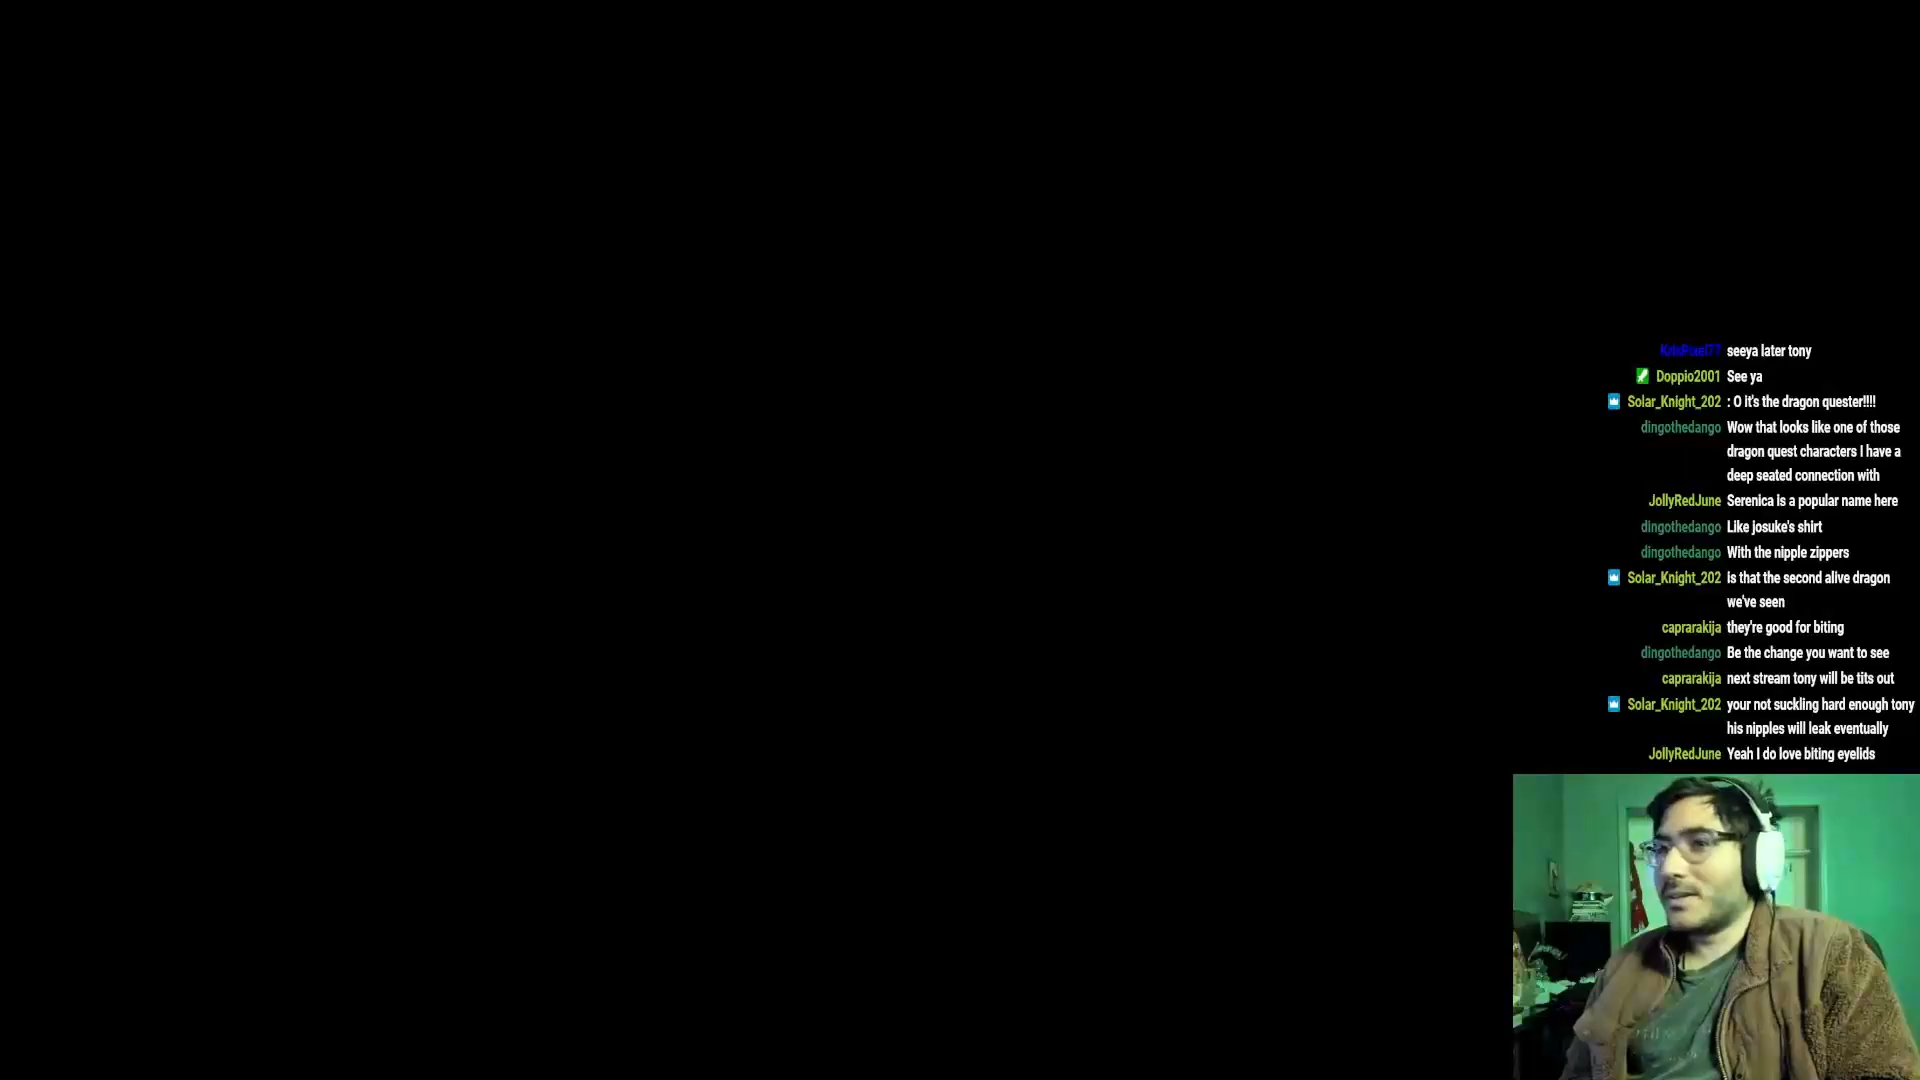 KrisPixel77 seeya later tony
Doppio2001 See ya
Solar_Knight_202 : O it's the dragon quester!!!!
dingothedango Wow that looks like one of those
dragon quest characters I have a
deep seated connection with
JollyRedJune Serenica is a popular name here
dingothedango Like josuke's shirt
dingothedango With the nipple zippers
Solar_Knight_202 is that the second alive dragon
we've seen
caprarakija they're good for biting
dingothedango Be the change you want to see
caprarakija next stream tony will be tits out
Solar_Knight_202 your not suckling hard enough tony
his nipples will leak eventually
JollyRedJune Yeah I do love biting eyelids